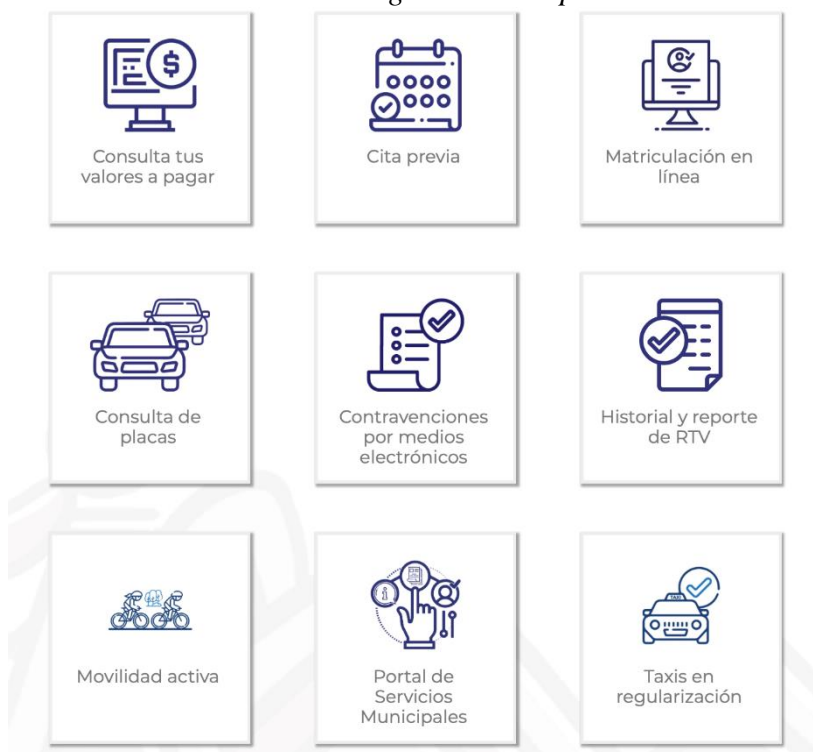 Consulta tus
valores a pagar
Cita previa
Matriculación en
línea
Consulta de
placas
Contravenciones
por medios
electrónicos
Historial y reporte
de RTV
Movilidad activa
Portal de
Servicios
Municipales
TAXI
Taxis en
regularización